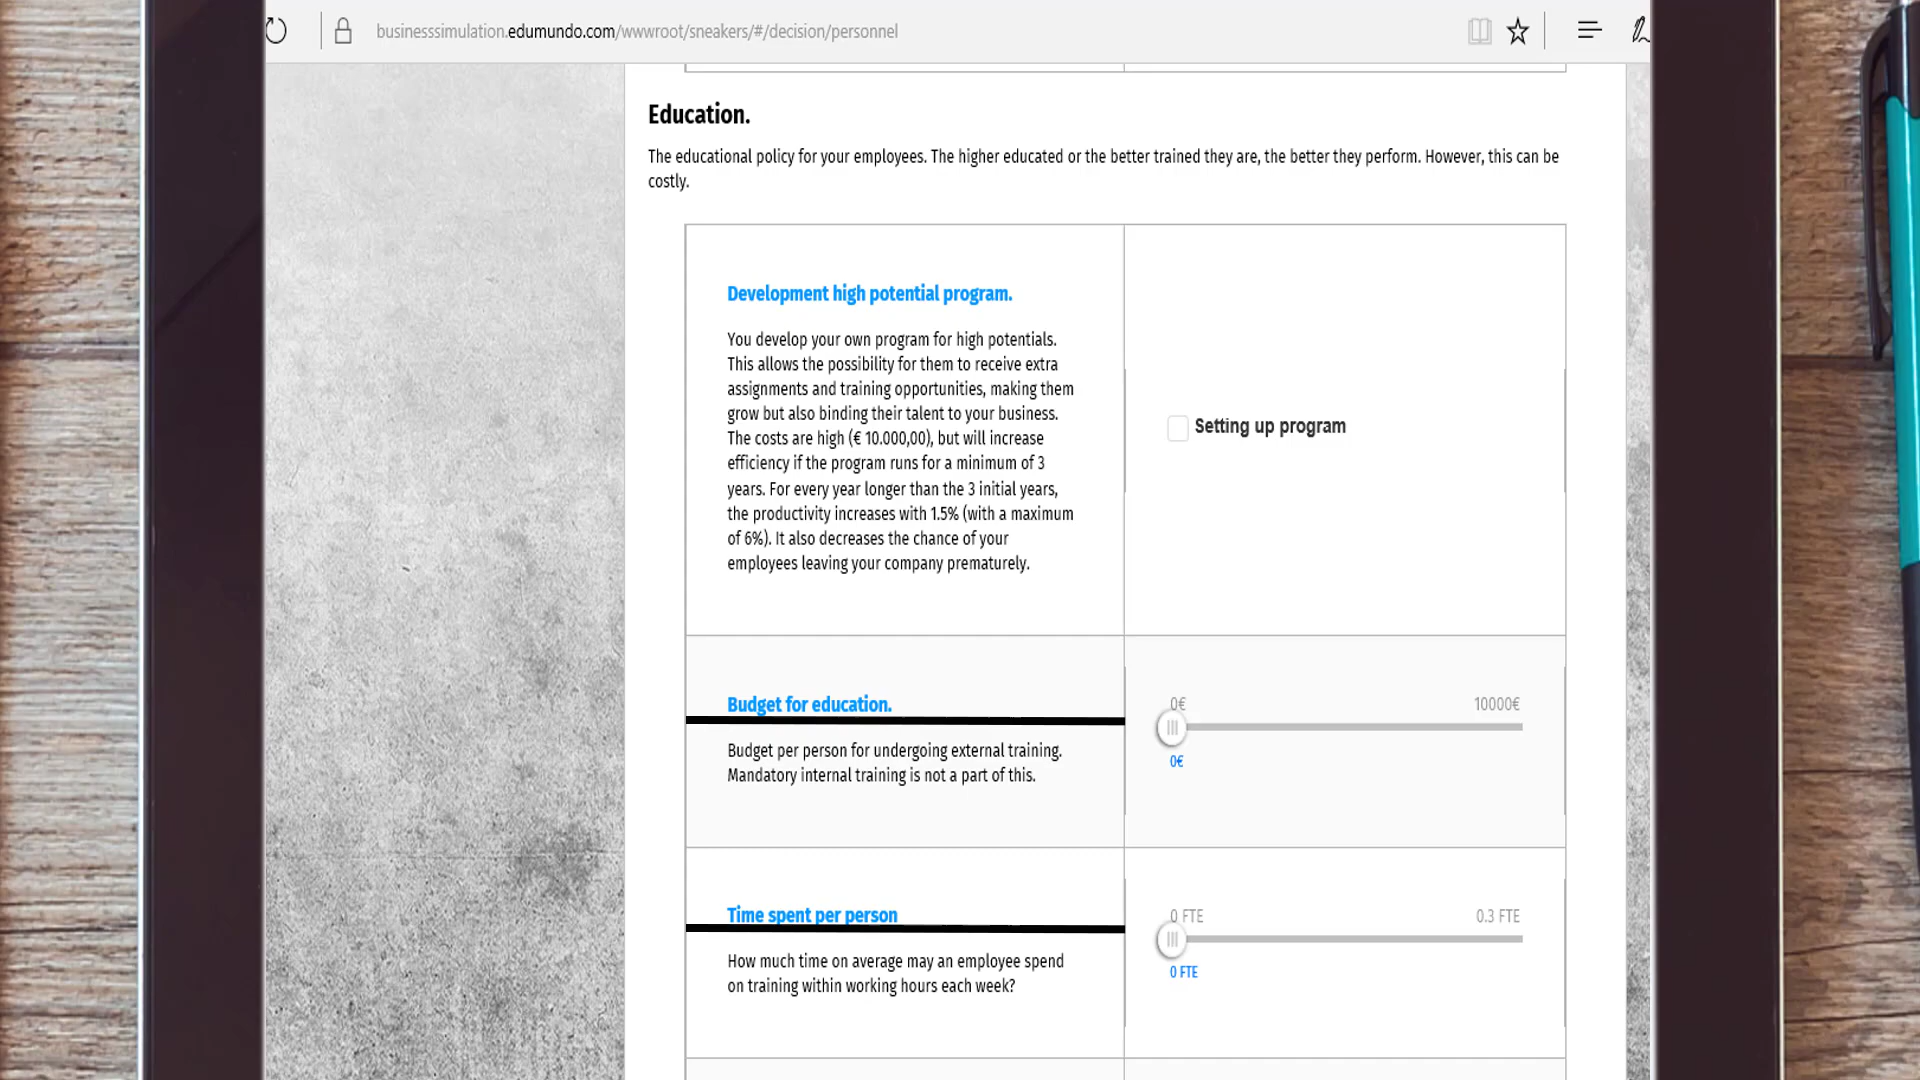 businesssimulation.edumundo.com/wwwroot/sneakers/#/decision/personnel
Education.
The educational policy for your employees. The higher educated or the better trained they are, the better they perform. However, this can be
costly.
Development high potential program.
You develop your own program for high potentials.
This allows the possibility for them to receive extra
assignments and training opportunities, making them
grow but also binding their talent to your business.
The costs are high (€ 10.000,00), but will increase
efficiency if the program runs for a minimum of 3
years. For every year longer than the 3 initial years,
the productivity increases with 1.5% (with a maximum
of 6%). It also decreases the chance of your
employees leaving your company prematurely.
Setting up program
Budget for education.
Budget per person for undergoing external training.
Mandatory internal training is not a part of this.
0€ 10000€
0€
Time spent per person
How much time on average may an employee spend
on training within working hours each week?
0 FTE 0.3 FTE
0 FTE